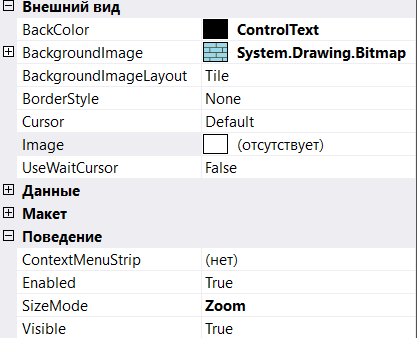 Внешний вид
BackColor ControlText
BackgroundImage System.Drawing.Bitmap
BackgroundImageLayout Tile
BorderStyle None
Cursor Default
Image (отсутствует)
UseWaitCursor False
Данные
Макет
Поведение
ContextMenuStrip (нет)
Enabled True
SizeMode Zoom
Visible True